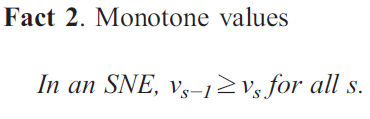 Fact 2. Monotone values
In an SNE, vₛ₋₁ ≥ vₛ for all s.